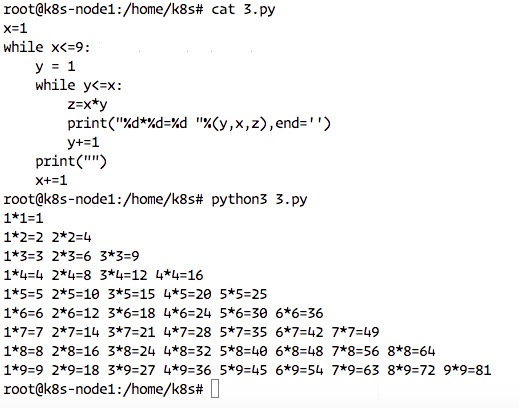 root@k8s-node1:/home/k8s# cat 3.py
x=1
while x<=9:
    y = 1
    while y<=x:
        z=x*y
        print("%d*%d=%d "%(y,x,z),end='')
        y+=1
    print("")
    x+=1
root@k8s-node1:/home/k8s# python3 3.py
1*1=1
1*2=2 2*2=4
1*3=3 2*3=6 3*3=9
1*4=4 2*4=8 3*4=12 4*4=16
1*5=5 2*5=10 3*5=15 4*5=20 5*5=25
1*6=6 2*6=12 3*6=18 4*6=24 5*6=30 6*6=36
1*7=7 2*7=14 3*7=21 4*7=28 5*7=35 6*7=42 7*7=49
1*8=8 2*8=16 3*8=24 4*8=32 5*8=40 6*8=48 7*8=56 8*8=64
1*9=9 2*9=18 3*9=27 4*9=36 5*9=45 6*9=54 7*9=63 8*9=72 9*9=81
root@k8s-node1:/home/k8s#